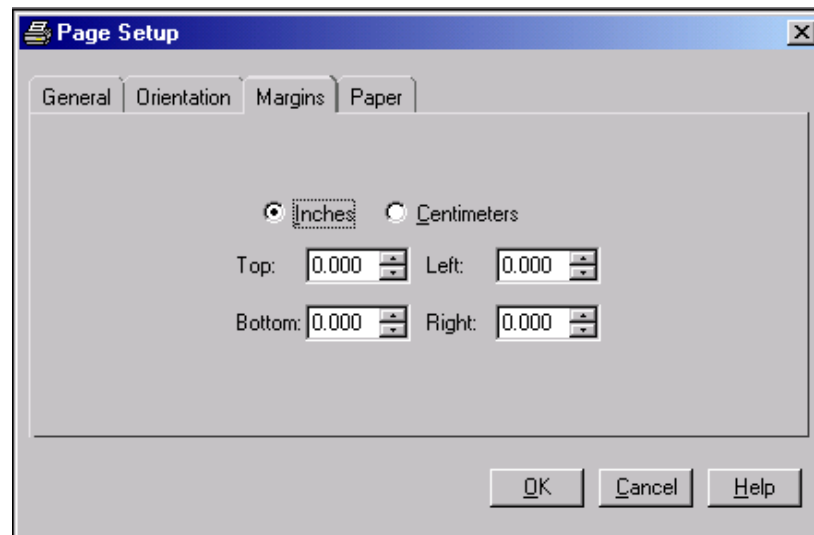 Page Setup
General Orientation Margins Paper
Inches Centimeters
Top: 0.000 Left: 0.000
Bottom: 0.000 Right: 0.000
OK Cancel Help